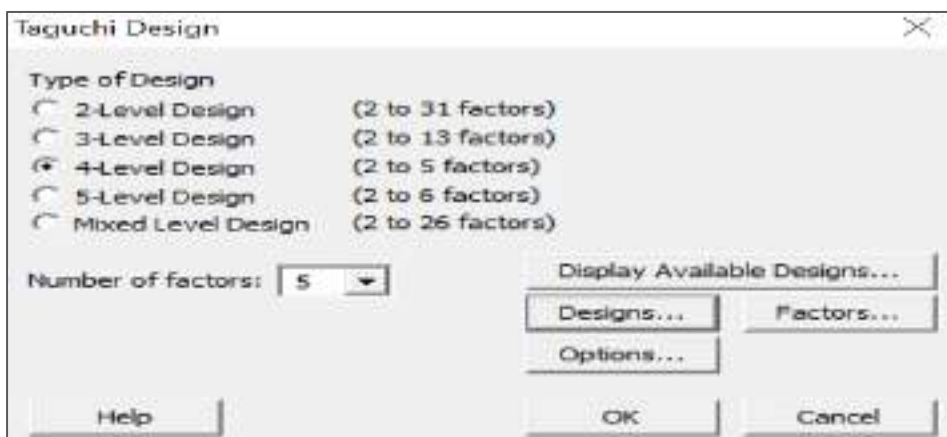 Taguchi Design
Type of Design
2-Level Design (2 to 31 factors)
3-Level Design (2 to 13 factors)
4-Level Design (2 to 5 factors)
5-Level Design (2 to 6 factors)
Mixed Level Design (2 to 26 factors)
Number of factors: 5
Display Available Designs...
Designs... Factors...
Options...
Help OK Cancel